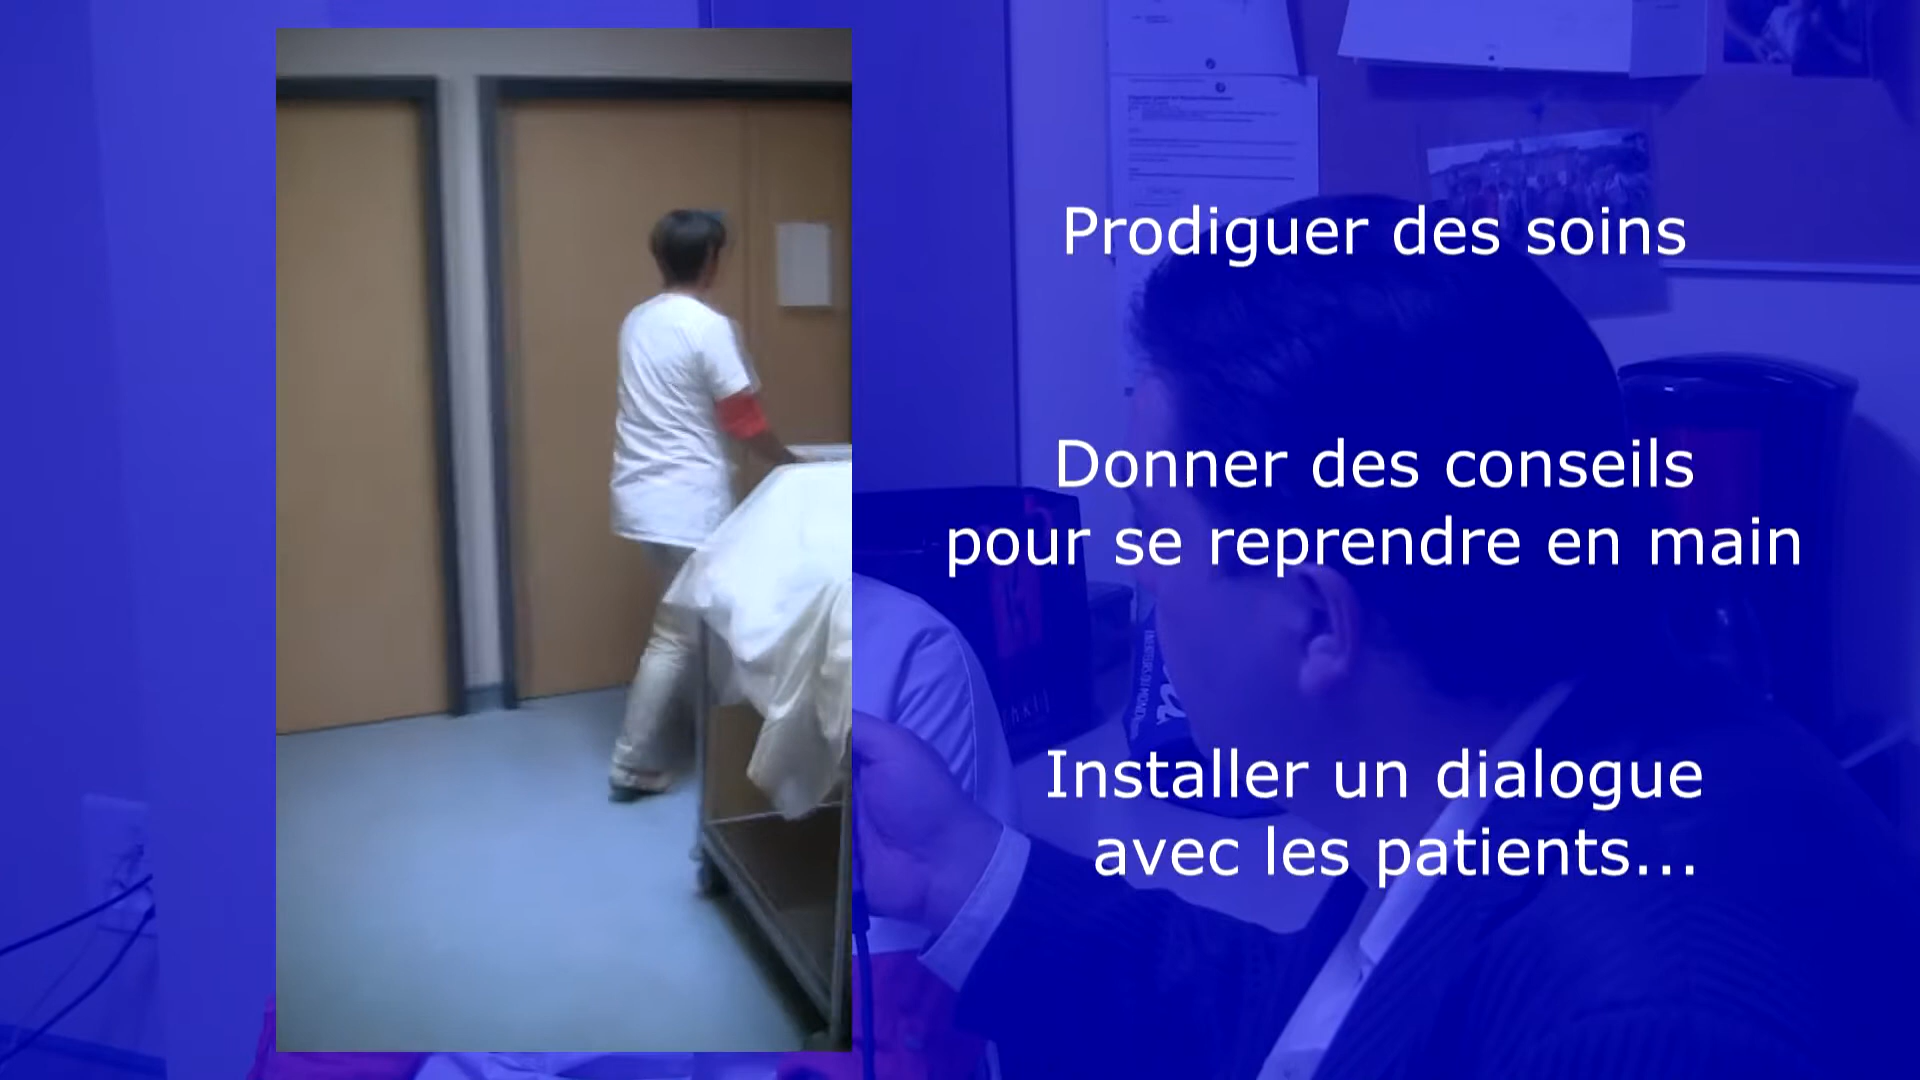 Prodiguer des soins
Donner des conseils
pour se reprendre en main
Installer un dialogue
avec les patients...